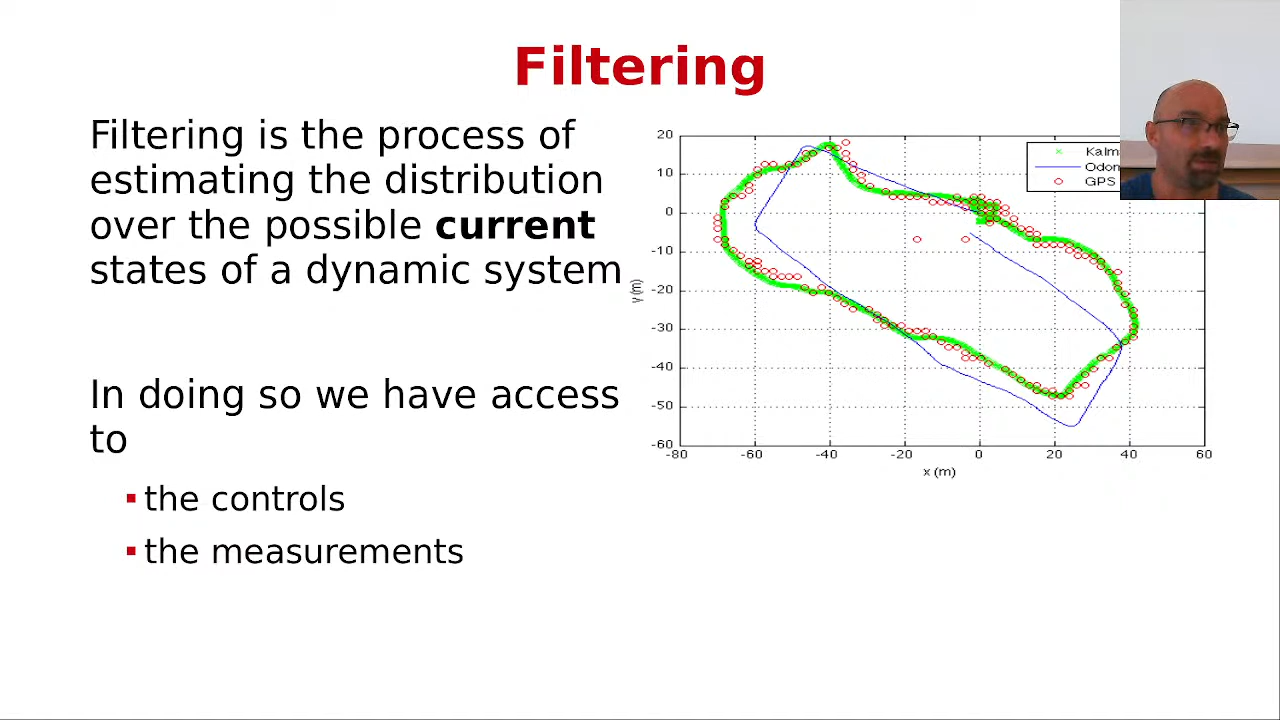 Filtering
Filtering is the process of
estimating the distribution
over the possible current
states of a dynamic system
In doing so we have access
to
▪ the controls
▪ the measurements
20
10
0
-10
-20
-30
-40
-50
-60
y (m)
-80
-60
-40
-20
0
20
40
60
x (m)
Kalm
Odon
GPS